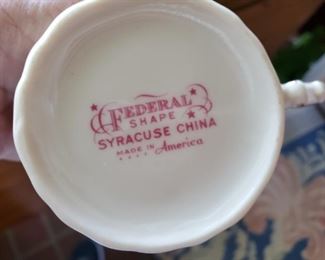 FEDERAL
SHAPE
SYRACUSE CHINA
MADE IN America